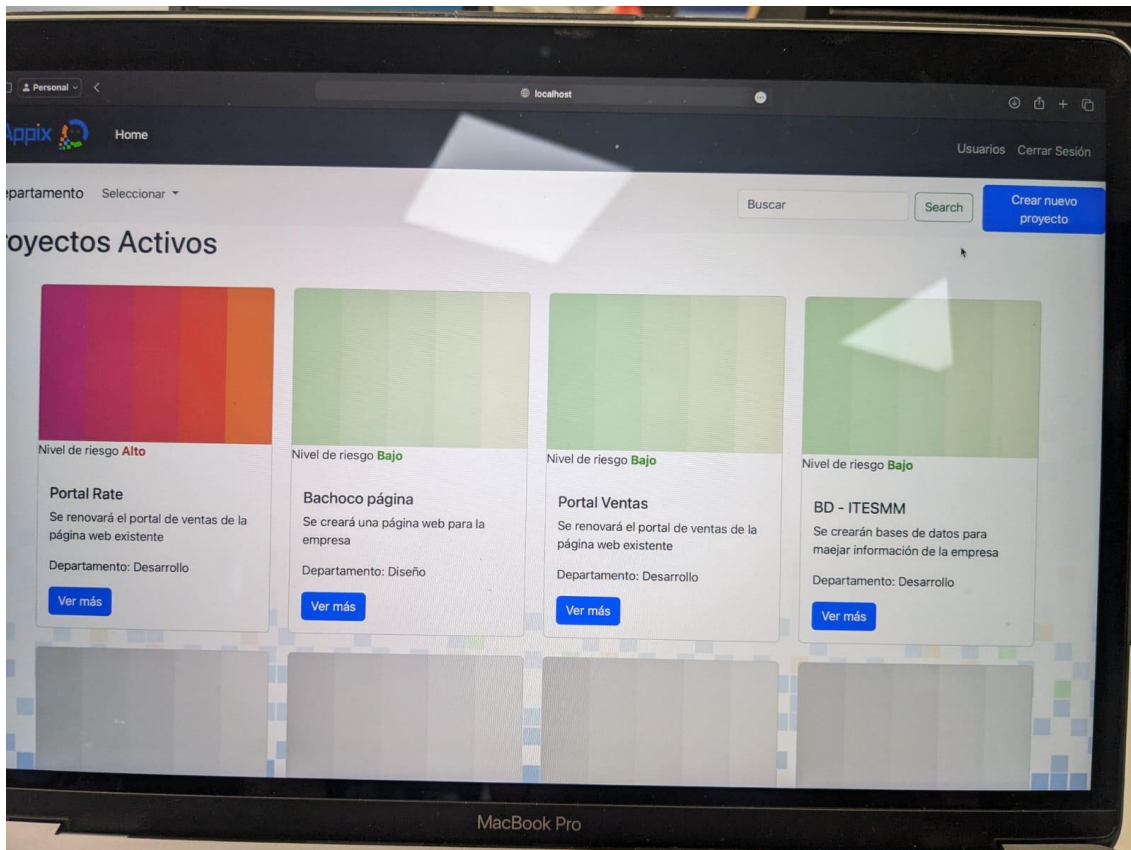 Personal
localhost
Appix
Home
Usuarios Cerrar Sesión
epartamento Seleccionar
Buscar
Search
Crear nuevo
proyecto
oyectos Activos
Nivel de riesgo Alto
Portal Rate
Se renovará el portal de ventas de la
página web existente
Departamento: Desarrollo
Ver más
Nivel de riesgo Bajo
Bachoco página
Se creará una página web para la
empresa
Departamento: Diseño
Ver más
Nivel de riesgo Bajo
Portal Ventas
Se renovará el portal de ventas de la
página web existente
Departamento: Desarrollo
Ver más
Nivel de riesgo Bajo
BD - ITESMM
Se crearán bases de datos para
maejar información de la empresa
Departamento: Desarrollo
Ver más
MacBook Pro